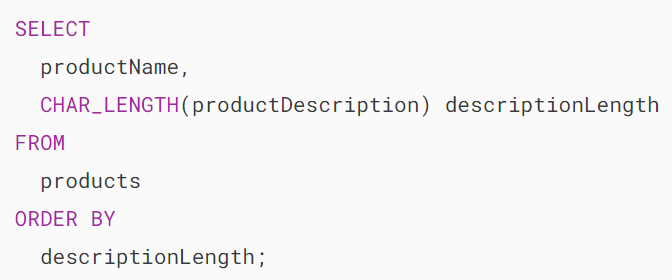 SELECT
  productName,
  CHAR_LENGTH(productDescription) descriptionLength
FROM
  products
ORDER BY
  descriptionLength;